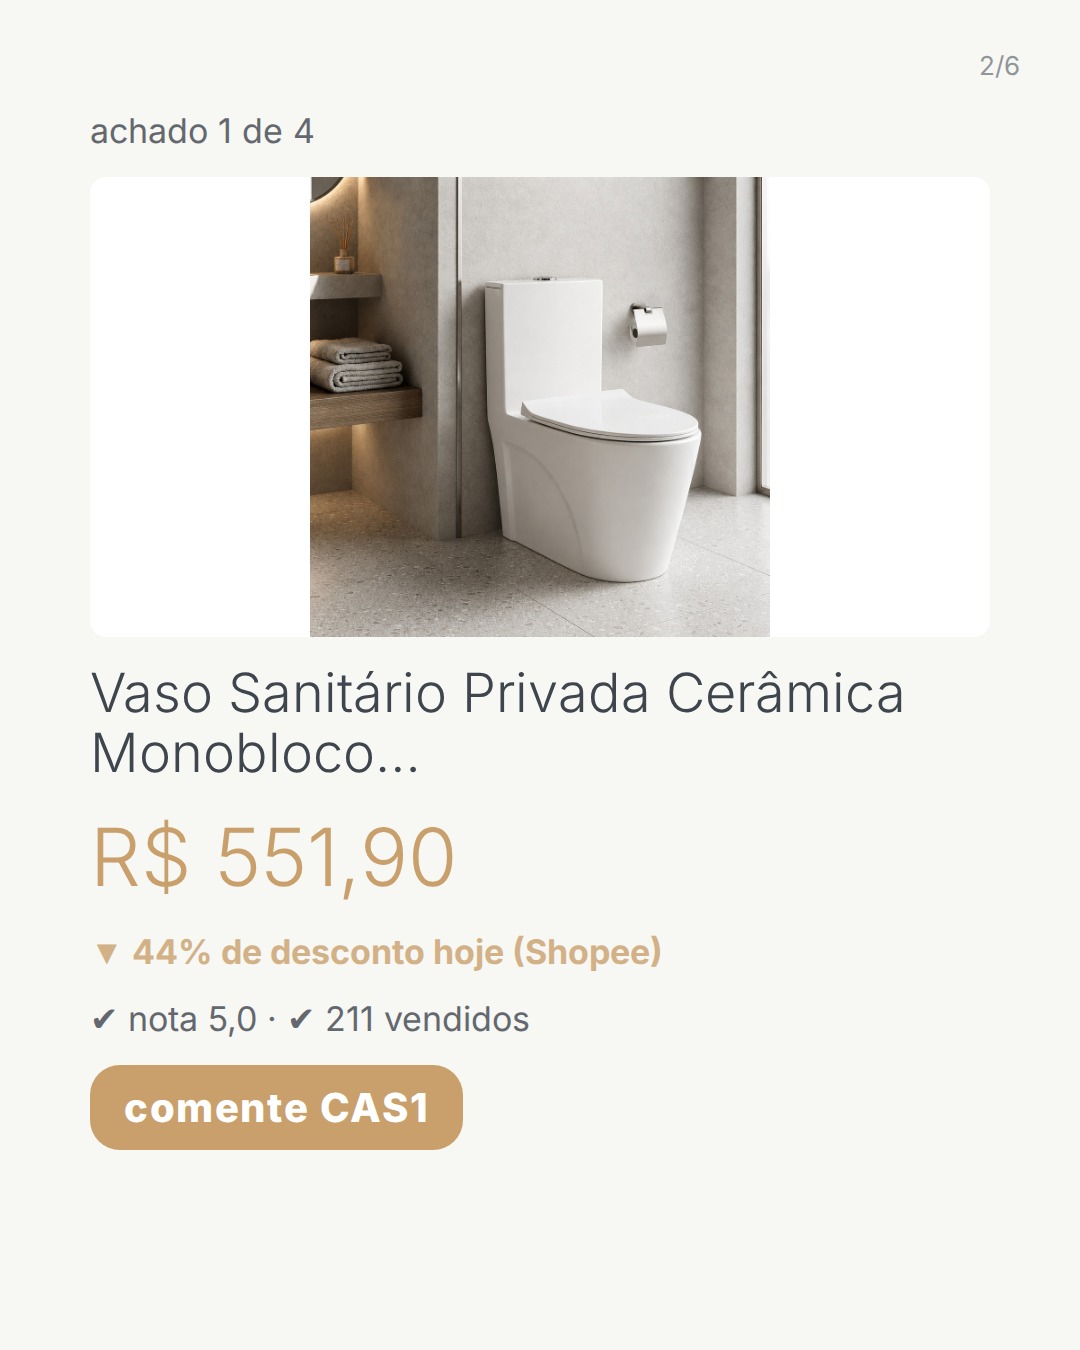 2/6
achado 1 de 4
Vaso Sanitário Privada Cerâmica
Monobloco...
R$ 551,90
▼ 44% de desconto hoje (Shopee)
✔ nota 5,0 · ✔ 211 vendidos
comente CAS1